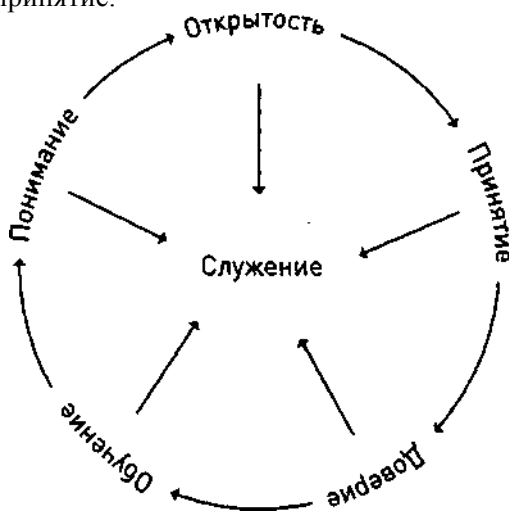 принятие.
Открытость
Принятие
Доверие
Обучение
Понимание
Служение